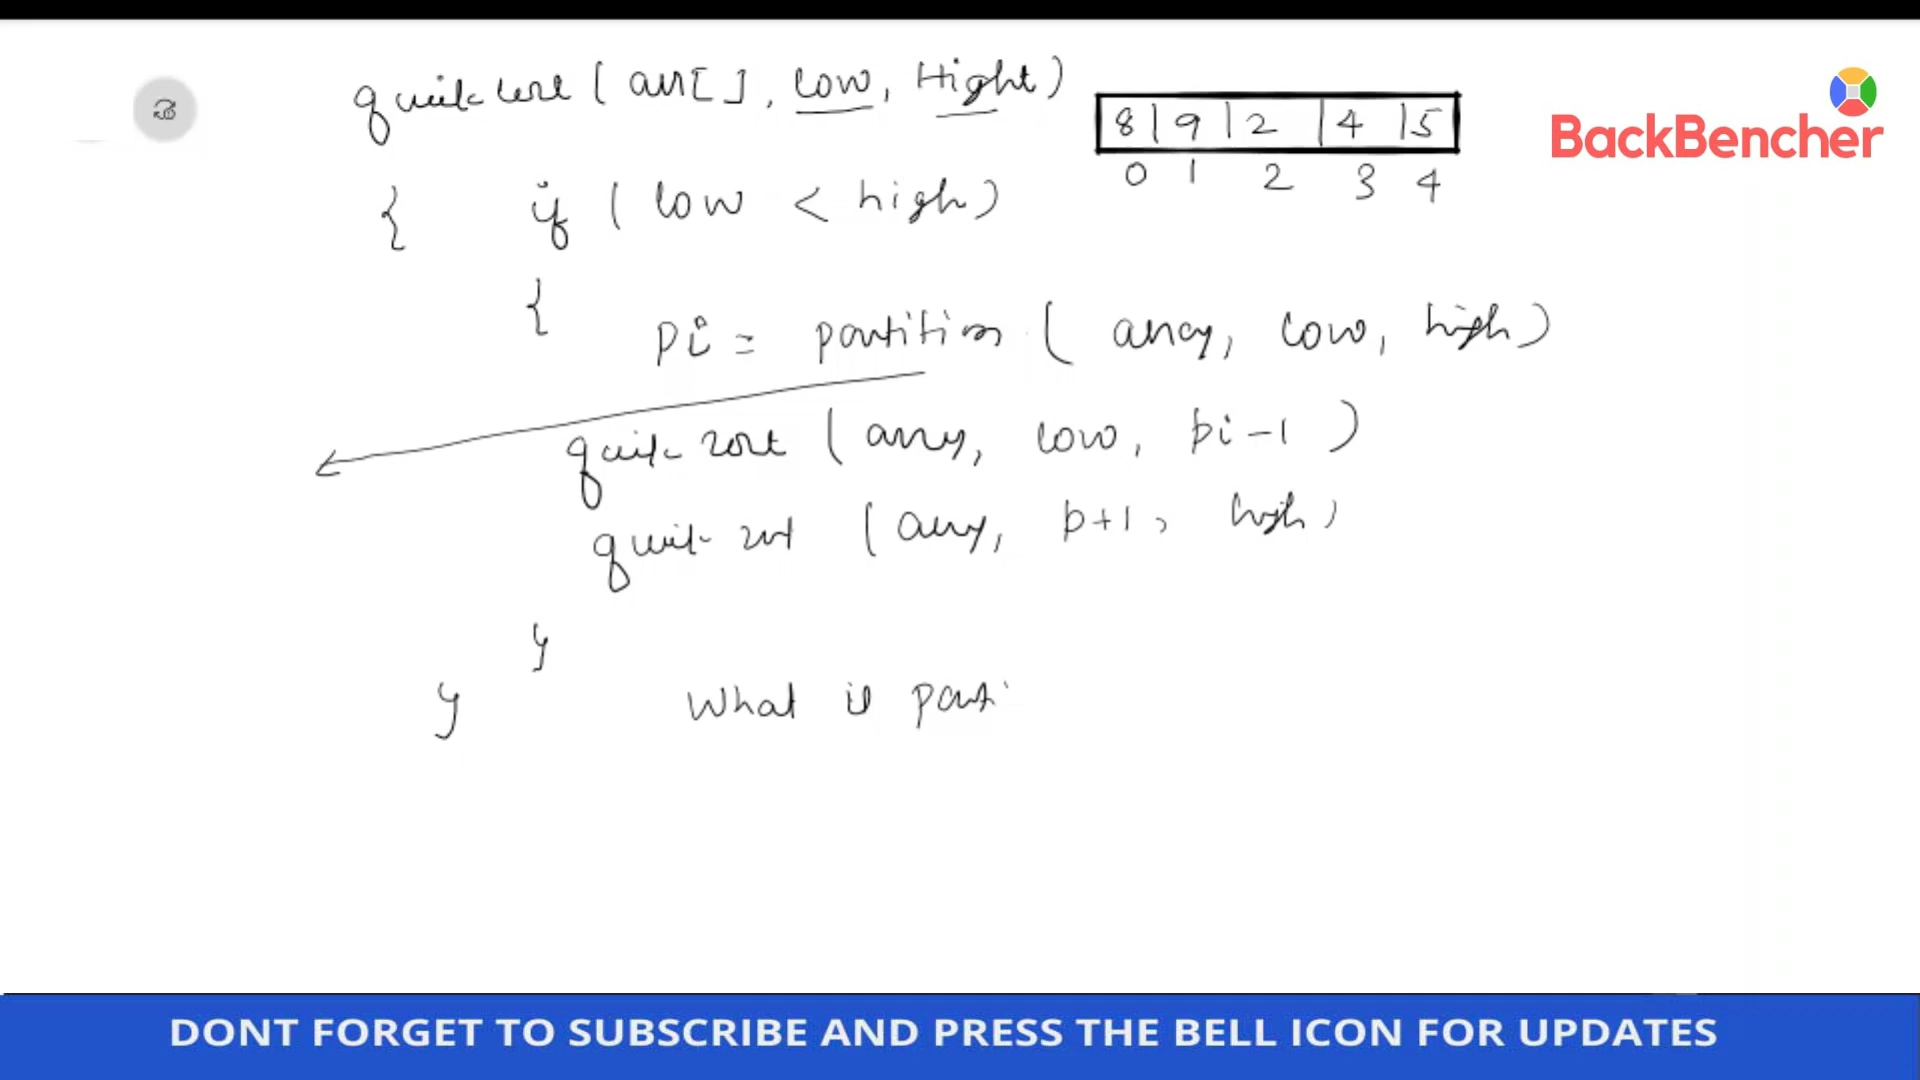 quick sort ( arr[ ], low, Hight )
8 | 9 | 2 | 4 | 5
0 1 2 3 4
BackBencher
{ if ( low < high )
{
pi = partition ( array, low, high )
quick sort ( array, low, pi-1 )
quick sort ( array, p+1, high )
}
} What is parti
DONT FORGET TO SUBSCRIBE AND PRESS THE BELL ICON FOR UPDATES